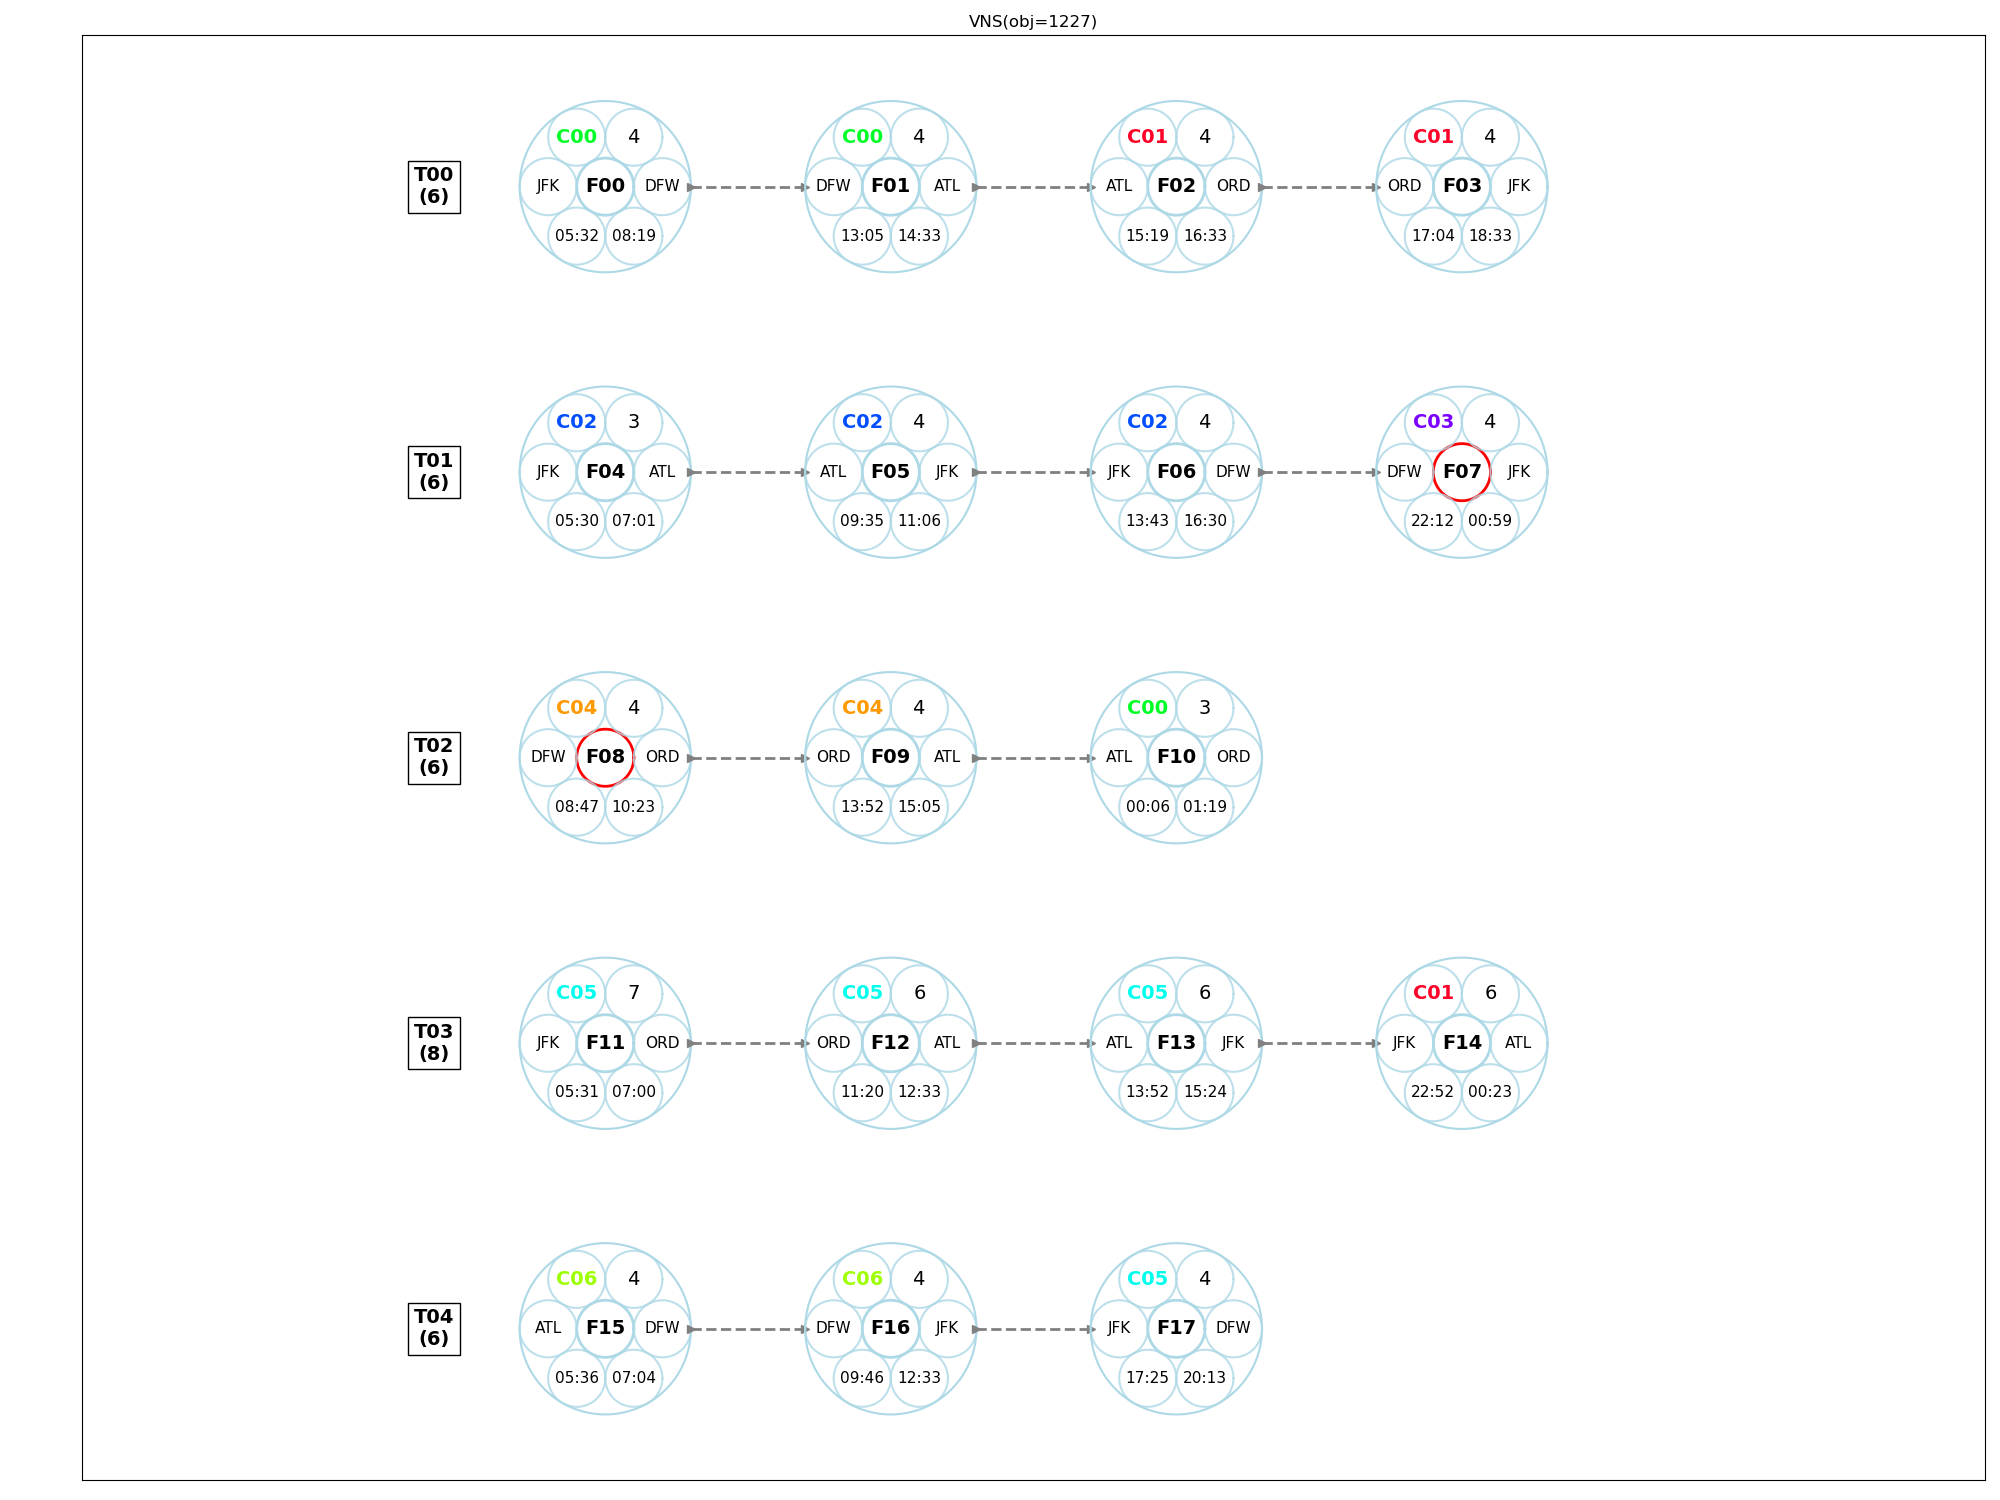 VNS(obj=1227)
T00
(6)
C00 4
JFK F00 DFW
05:32 08:19
C00 4
DFW F01 ATL
13:05 14:33
C01 4
ATL F02 ORD
15:19 16:33
C01 4
ORD F03 JFK
17:04 18:33
T01
(6)
C02 3
JFK F04 ATL
05:30 07:01
C02 4
ATL F05 JFK
09:35 11:06
C02 4
JFK F06 DFW
13:43 16:30
C03 4
DFW F07 JFK
22:12 00:59
T02
(6)
C04 4
DFW F08 ORD
08:47 10:23
C04 4
ORD F09 ATL
13:52 15:05
C00 3
ATL F10 ORD
00:06 01:19
T03
(8)
C05 7
JFK F11 ORD
05:31 07:00
C05 6
ORD F12 ATL
11:20 12:33
C05 6
ATL F13 JFK
13:52 15:24
C01 6
JFK F14 ATL
22:52 00:23
T04
(6)
C06 4
ATL F15 DFW
05:36 07:04
C06 4
DFW F16 JFK
09:46 12:33
C05 4
JFK F17 DFW
17:25 20:13